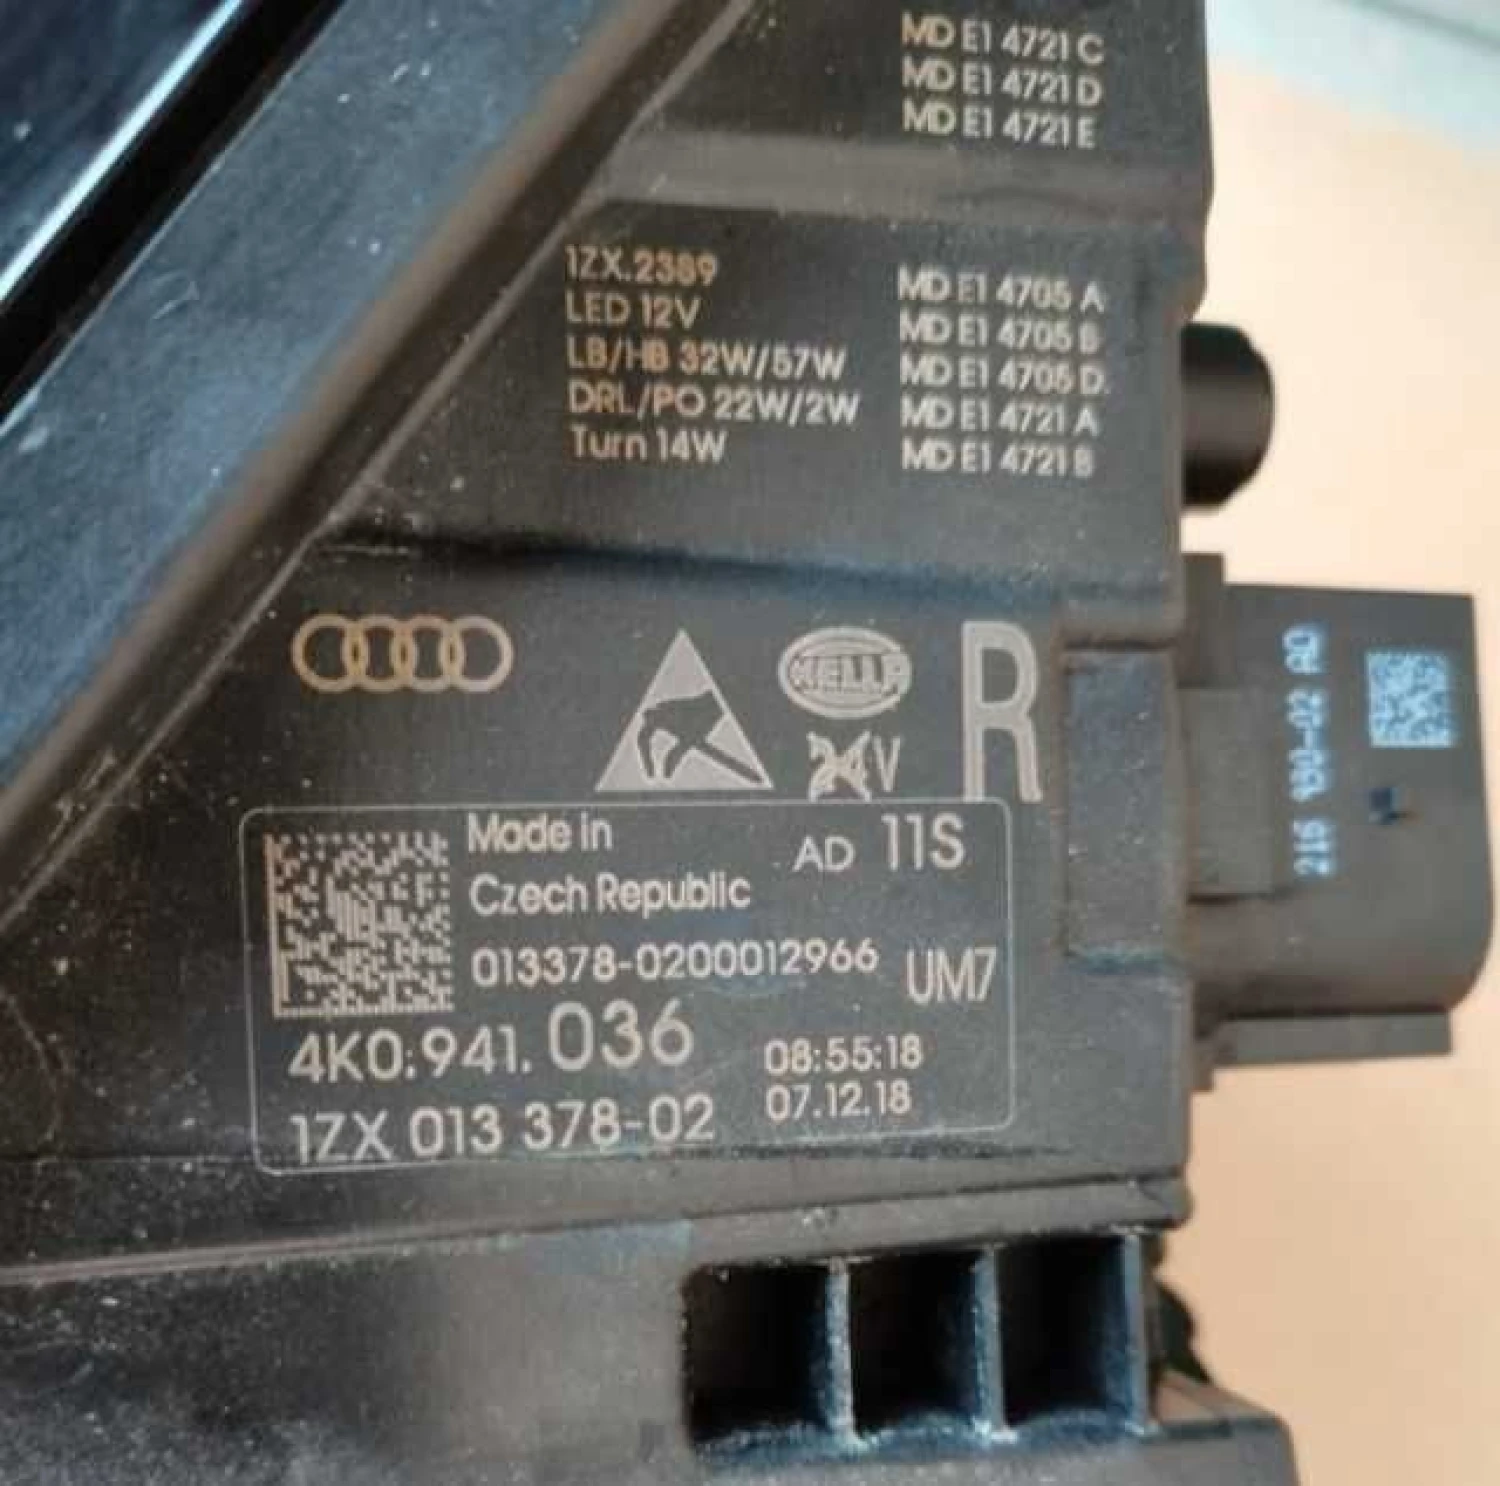 MD E1 4721 C
MD E1 4721 D
MD E1 4721 E
1ZX.2389
LED 12V
LB/HB 32W/57W
DRL/PO 22W/2W
Turn 14W
MD E1 4705 A
MD E1 4705 B
MD E1 4705 D
MD E1 4721 A
MD E1 4721 B
HELLA
24V
R
Made in
Czech Republic
AD 11S
013378-0200012966
UM7
4K0.941.036
08:55:18
07.12.18
1ZX 013 378-02